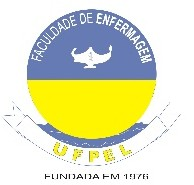 FACULDADE DE ENFERMAGEM
UFPEL
FUNDADA EM 1976